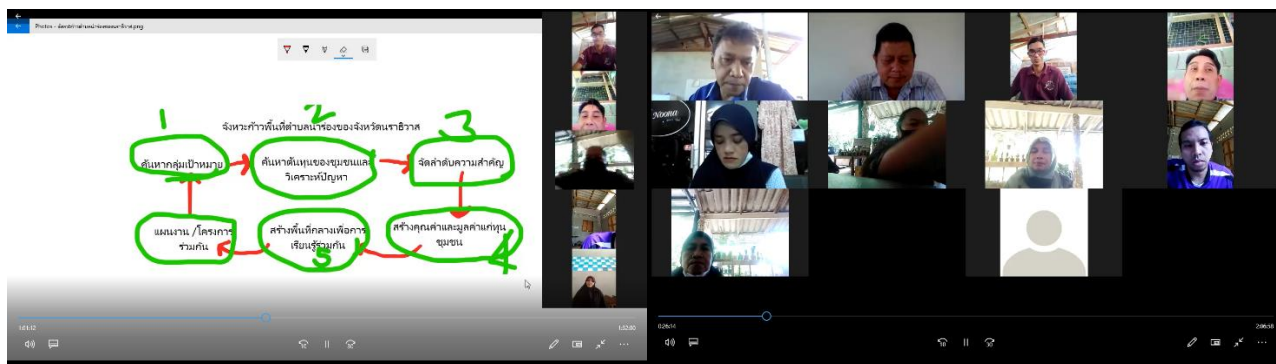 Photos -
1 2 3
จังหวะก้าวพื้นที่ตำบลนำร่องของจังหวัดนราธิวาส
ค้นหากลุ่มเป้าหมาย
ค้นหาต้นทุนของชุมชนและ
วิเคราะห์ปัญหา
จัดลำดับความสำคัญ
แผนงาน /โครงการ
ร่วมกัน
สร้างพื้นที่กลางเพื่อการ
เรียนรู้ร่วมกัน
5
สร้างคุณค่าและมูลค่าแก่ทุน
ชุมชน
4
1:01:12
1:52:00
10
30
Noona
0:26:14
2:06:58
10
30